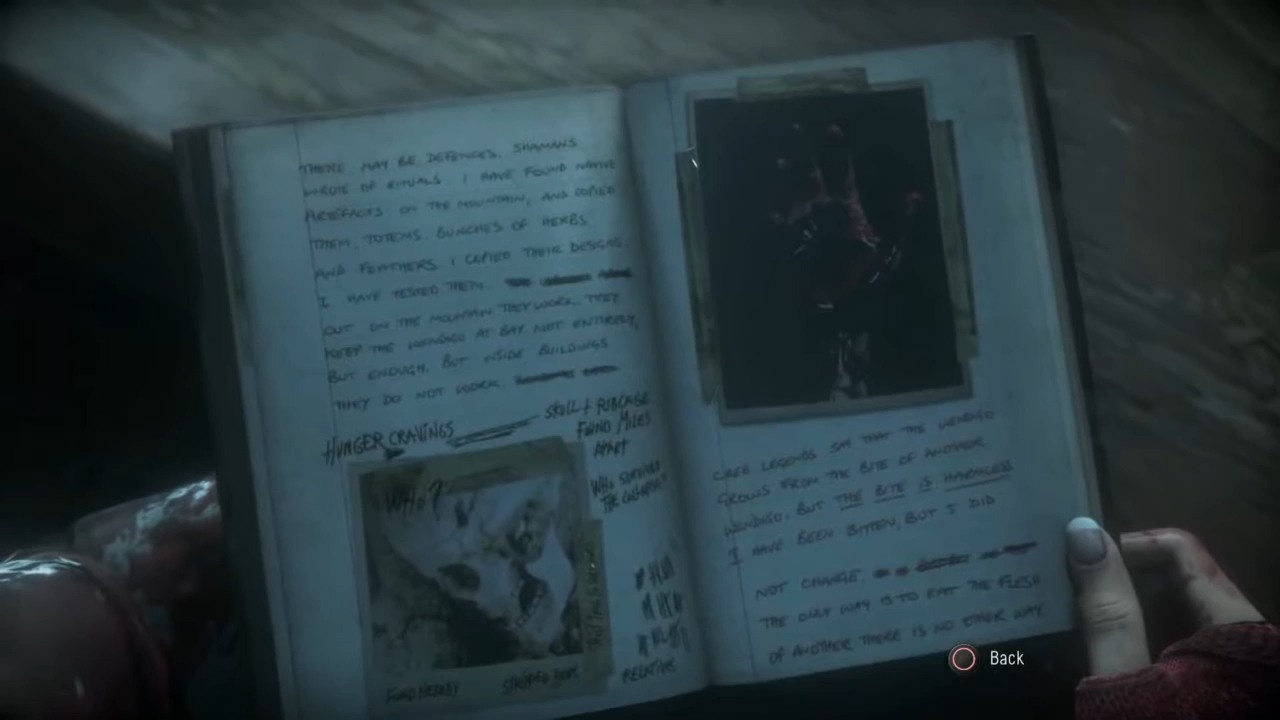 THERE MAY BE DEFENCES. SHAMANS
WROTE OF RITUALS. I HAVE FOUND NATIVE
ARTEFACTS ON THE MOUNTAIN, AND COPIED
THEM, TOTEMS, BUNCHES OF HERBS
AND FEATHERS. I COPIED THEIR DESIGNS.
I HAVE TESTED THEM.
OUT ON THE MOUNTAIN THEY WORK. THEY
KEEP THE WENDIGO AT BAY NOT ENTIRELY,
BUT ENOUGH. BUT INSIDE BUILDINGS
THEY DO NOT WORK.
HUNGER CRAVINGS
SKULL + RIBCAGE
FOUND MILES
APART
WHO SURVIVED
THE COLLAPSE?
WHO?
FOUND NEARBY
STRIPPED
RELATIVE
CREE LEGENDS SAY THAT THE WENDIGO
GROWS FROM THE BITE OF ANOTHER
WENDIGO, BUT THE BITE IS HARMLESS
I HAVE BEEN BITTEN, BUT I DID
NOT CHANGE.
THE ONLY WAY IS TO EAT THE FLESH
OF ANOTHER THERE IS NO OTHER WAY
Back